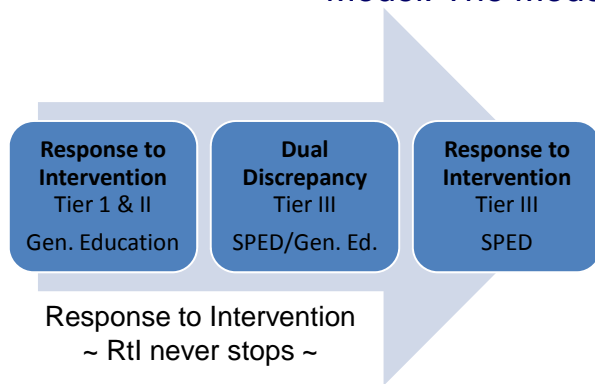 Response to
Intervention
Tier 1 & II
Gen. Education
Dual
Discrepancy
Tier III
SPED/Gen. Ed.
Response to
Intervention
Tier III
SPED
Response to Intervention
~ RtI never stops ~